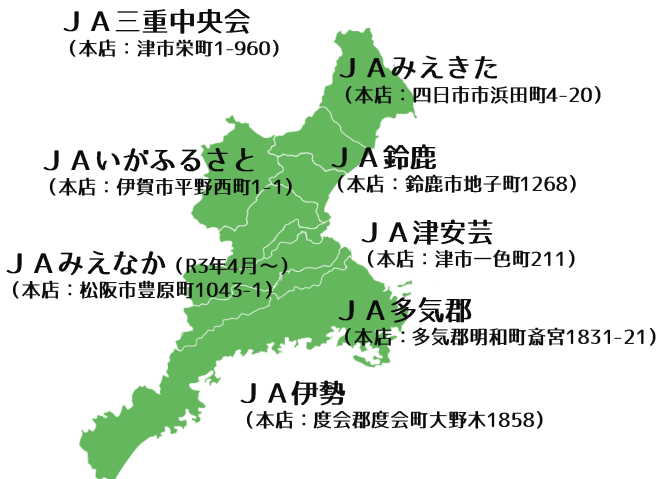 ＪＡ三重中央会
（本店：津市栄町1-960）
ＪＡみえきた
（本店：四日市市浜田町4-20）
ＪＡいがふるさと
（本店：伊賀市平野西町1-1）
ＪＡ鈴鹿
（本店：鈴鹿市地子町1268）
ＪＡ津安芸
（本店：津市一色町211）
ＪＡみえなか（R3年4月～）
（本店：松阪市豊原町1043-1）
ＪＡ多気郡
（本店：多気郡明和町斎宮1831-21）
ＪＡ伊勢
（本店：度会郡度会町大野木1858）